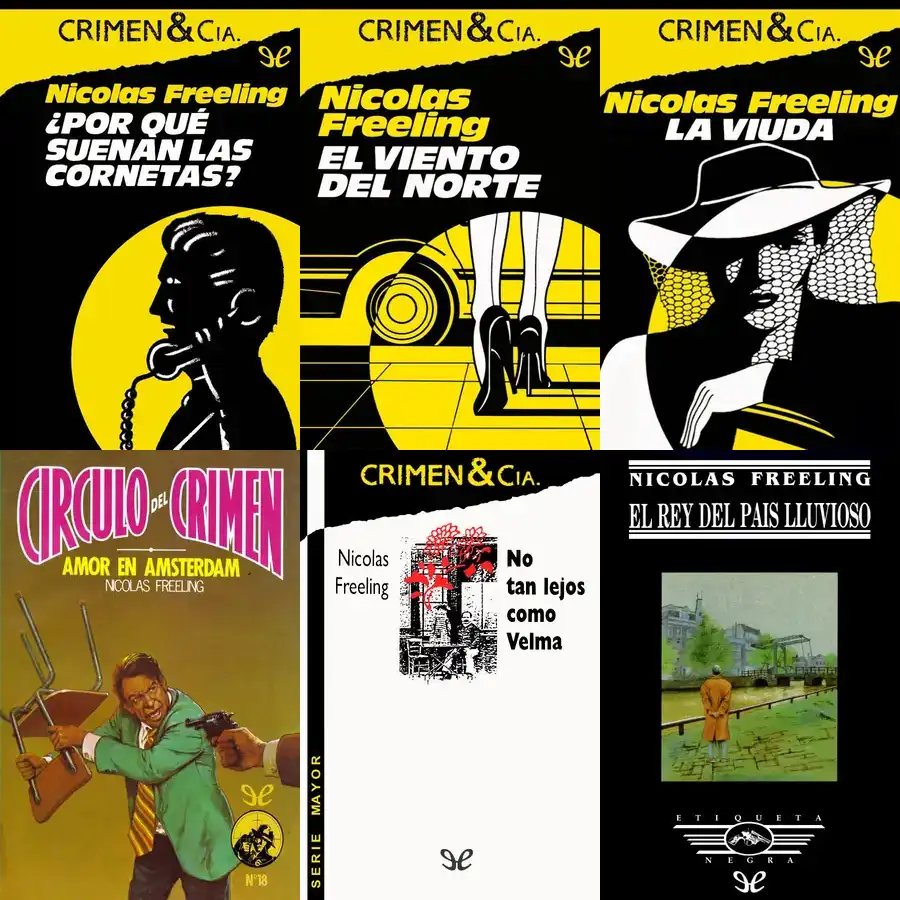 CRIMEN & CIA.
Nicolas Freeling
¿POR QUÉ
SUENAN LAS
CORNETAS?
CRIMEN & CIA.
Nicolas
Freeling
EL VIENTO
DEL NORTE
CRIMEN & CIA.
Nicolas Freeling
LA VIUDA
CIRCULO DEL CRIMEN
AMOR EN AMSTERDAM
NICOLAS FREELING
Nº 18
CRIMEN & CIA.
Nicolas
Freeling
No
tan lejos
como
Velma
SERIE MAYOR
NICOLAS FREELING
EL REY DEL PAIS LLUVIOSO
ETIQUETA
NEGRA